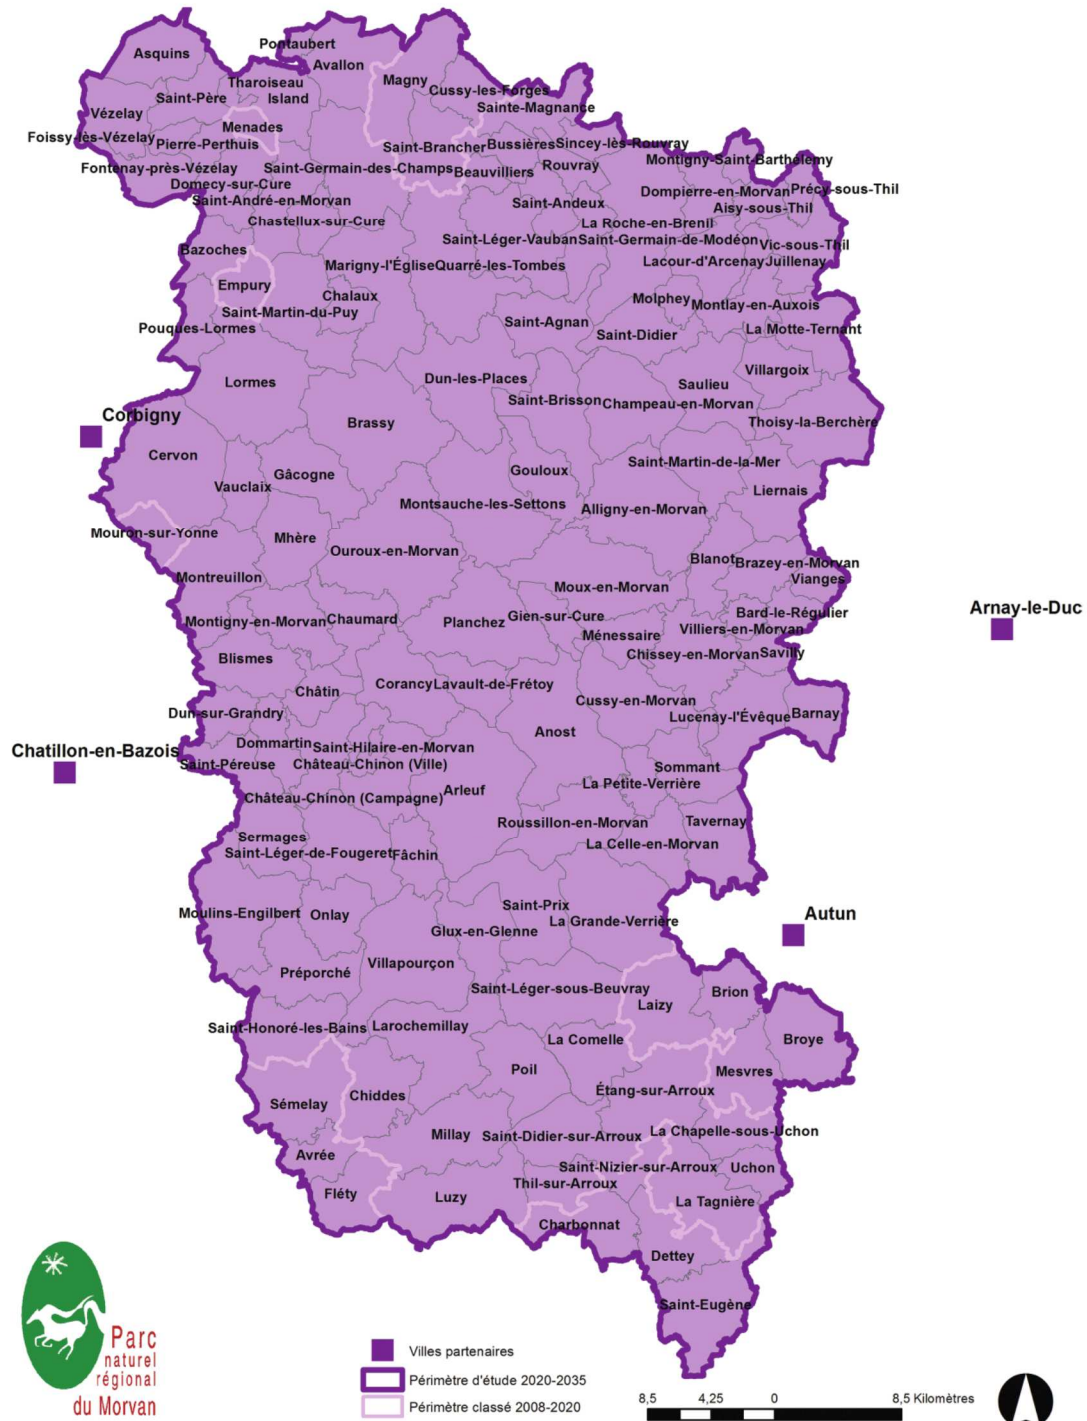 Pontaubert
Asquins
Avallon
Magny
Tharoiseau
Cussy-les-Forges
Saint-Père
Island
Sainte-Magnance
Vézelay
Menades
Foissy-lès-Vézelay
Pierre-Perthuis
Saint-Brancher
Bussières
Sincey-lès-Rouvray
Montigny-Saint-Barthélemy
Fontenay-près-Vézelay
Saint-Germain-des-Champs
Beauvilliers
Rouvray
Domecy-sur-Cure
Dompierre-en-Morvan
Précy-sous-Thil
Saint-André-en-Morvan
Saint-Andeux
Aisy-sous-Thil
Chastellux-sur-Cure
La Roche-en-Brenil
Bazoches
Saint-Léger-Vauban
Saint-Germain-de-Modéon
Vic-sous-Thil
Marigny-l'Église
Quarré-les-Tombes
Lacour-d'Arcenay
Juillenay
Empury
Chalaux
Molphey
Montlay-en-Auxois
Saint-Martin-du-Puy
Pouques-Lormes
Saint-Agnan
Saint-Didier
La Motte-Ternant
Lormes
Dun-les-Places
Saulieu
Villargoix
Saint-Brisson
Champeau-en-Morvan
Corbigny
Brassy
Thoisy-la-Berchère
Cervon
Gâcogne
Gouloux
Saint-Martin-de-la-Mer
Vauclaix
Liernais
Montsauche-les-Settons
Alligny-en-Morvan
Mouron-sur-Yonne
Mhère
Ouroux-en-Morvan
Blanot
Brazey-en-Morvan
Montreuillon
Moux-en-Morvan
Vianges
Arnay-le-Duc
Montigny-en-Morvan
Chaumard
Planchez
Gien-sur-Cure
Bard-le-Régulier
Ménessaire
Villiers-en-Morvan
Blismes
Chissey-en-Morvan
Savilly
Châtin
Corancy
Lavault-de-Frétoy
Cussy-en-Morvan
Dun-sur-Grandry
Lucenay-l'Évêque
Barnay
Anost
Chatillon-en-Bazois
Dommartin
Saint-Hilaire-en-Morvan
Saint-Péreuse
Château-Chinon (Ville)
Sommant
La Petite-Verrière
Château-Chinon (Campagne)
Arleuf
Roussillon-en-Morvan
Tavernay
Sermages
Saint-Léger-de-Fougeret
Fâchin
La Celle-en-Morvan
Moulins-Engilbert
Onlay
Saint-Prix
La Grande-Verrière
Autun
Glux-en-Glenne
Préporché
Villapourçon
Saint-Léger-sous-Beuvray
Laizy
Brion
Saint-Honoré-les-Bains
Larochemillay
La Comelle
Broye
Poil
Mesvres
Étang-sur-Arroux
Sémelay
Chiddes
Millay
Saint-Didier-sur-Arroux
La Chapelle-sous-Uchon
Avrée
Saint-Nizier-sur-Arroux
Uchon
Fléty
Luzy
Thil-sur-Arroux
La Tagnière
Charbonnat
Dettey
Saint-Eugène
Parc
naturel
régional
du Morvan
Villes partenaires
Périmètre d'étude 2020-2035
Périmètre classé 2008-2020
8,5 4,25 0 8,5 Kilomètres